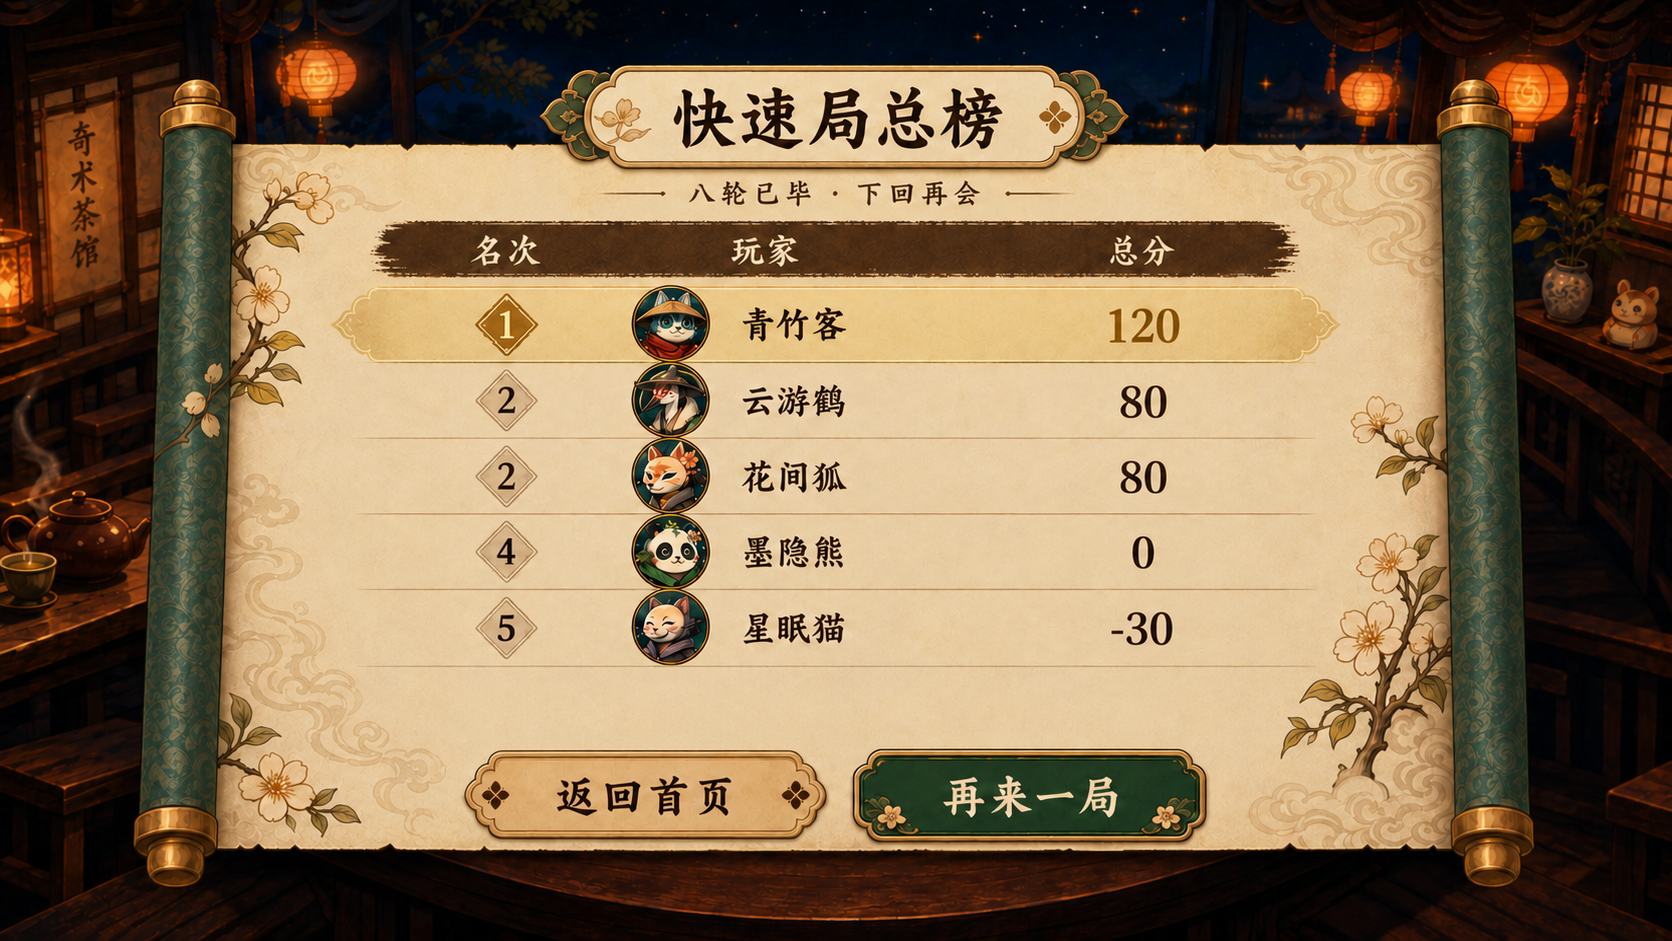 快速局总榜
八轮已毕 · 下回再会
奇术茶馆
名次 玩家 总分
1 青竹客 120
2 云游鹤 80
2 花间狐 80
4 墨隐熊 0
5 星眠猫 -30
返回首页 再来一局